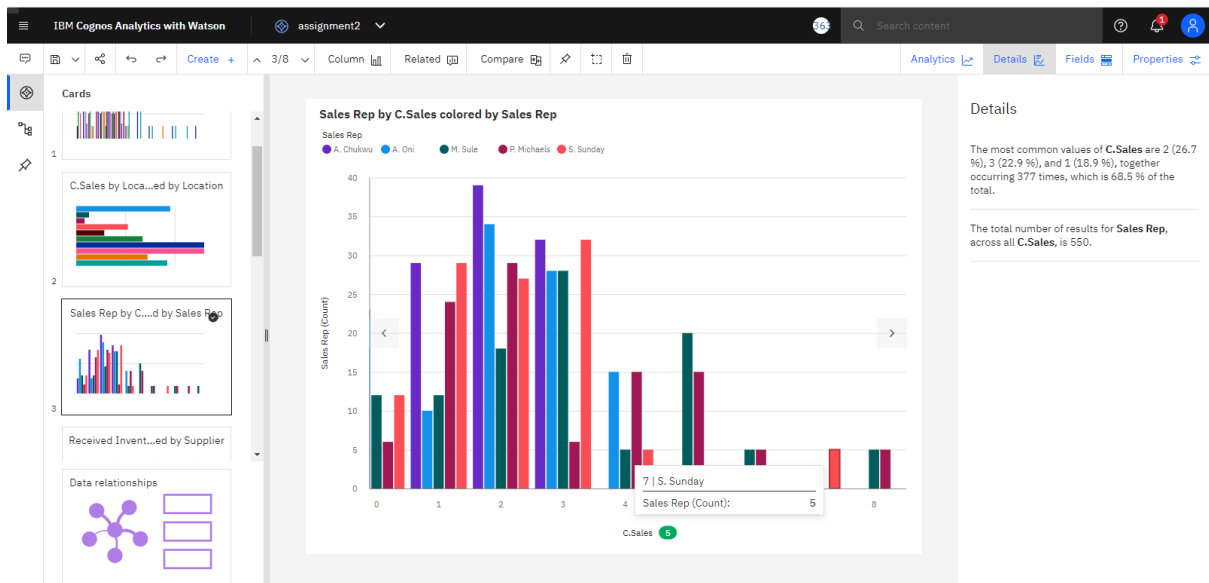 IBM Cognos Analytics with Watson
assignment2
363
Search content
1
Create +
3/8
Column
Related
Compare
Analytics
Details
Fields
Properties
Cards
1
C.Sales by Loca...ed by Location
2
Sales Rep by C....d by Sales Rep
3
Received Invent...ed by Supplier
Data relationships
Sales Rep by C.Sales colored by Sales Rep
Sales Rep
A. Chukwu A. Oni M. Sule P. Michaels S. Sunday
Sales Rep (Count)
40
35
30
25
20
15
10
5
0
0 1 2 3 4 8
7 | S. Sunday
Sales Rep (Count): 5
C.Sales 5
Details
The most common values of C.Sales are 2 (26.7
%), 3 (22.9 %), and 1 (18.9 %), together
occurring 377 times, which is 68.5 % of the
total.
The total number of results for Sales Rep,
across all C.Sales, is 550.